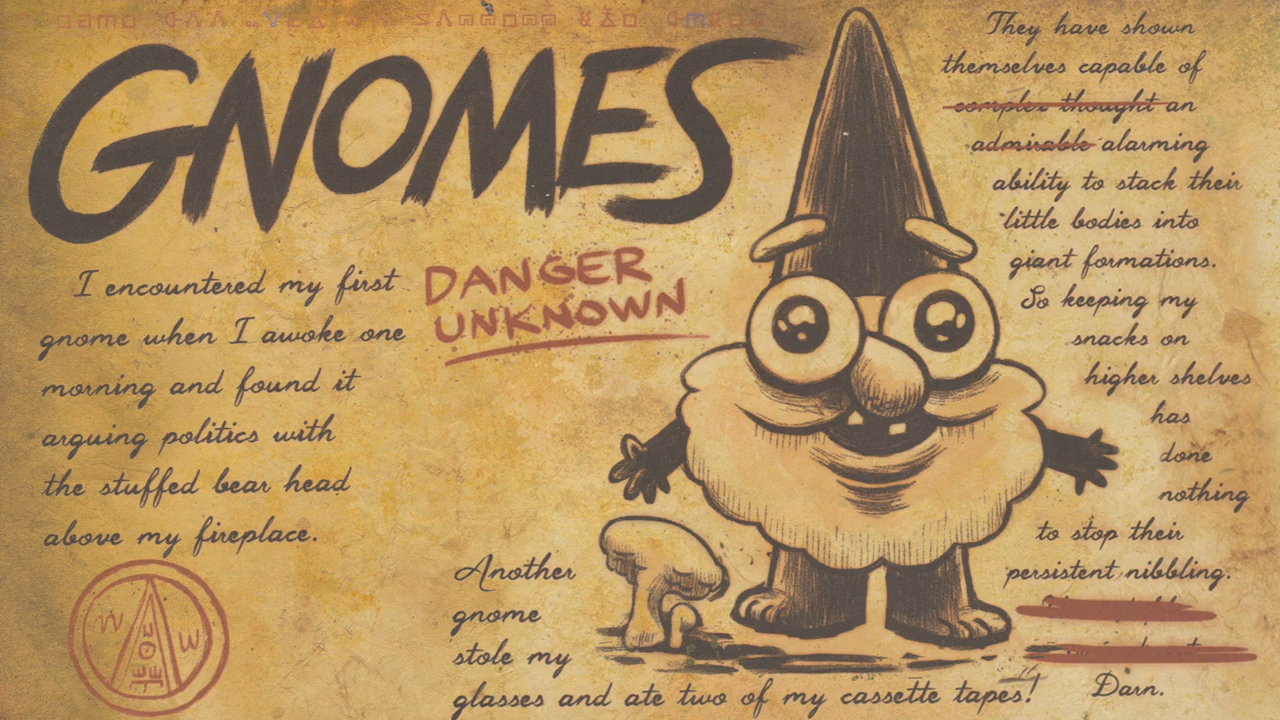 GNOMES
DANGER
UNKNOWN
I encountered my first
gnome when I awoke one
morning and found it
arguing politics with
the stuffed bear head
above my fireplace.
Another
gnome
stole my
glasses and ate two of my cassette tapes!
They have shown
themselves capable of
complex thought an
admirable alarming
ability to stack their
little bodies into
giant formations.
So keeping my
snacks on
higher shelves
has
done
nothing
to stop their
persistent nibbling.
Darn.